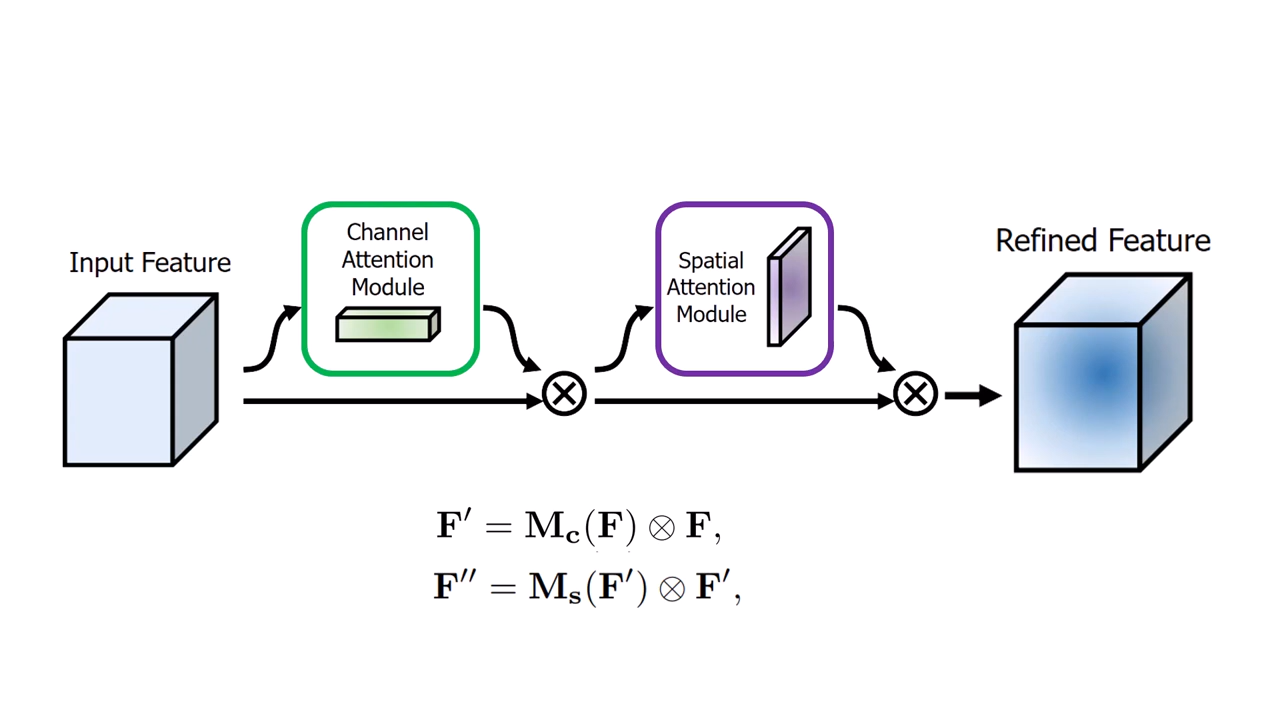 Input Feature
Channel
Attention
Module
Spatial
Attention
Module
Refined Feature
F′ = M_c(F) ⊗ F,
F″ = M_s(F′) ⊗ F′,